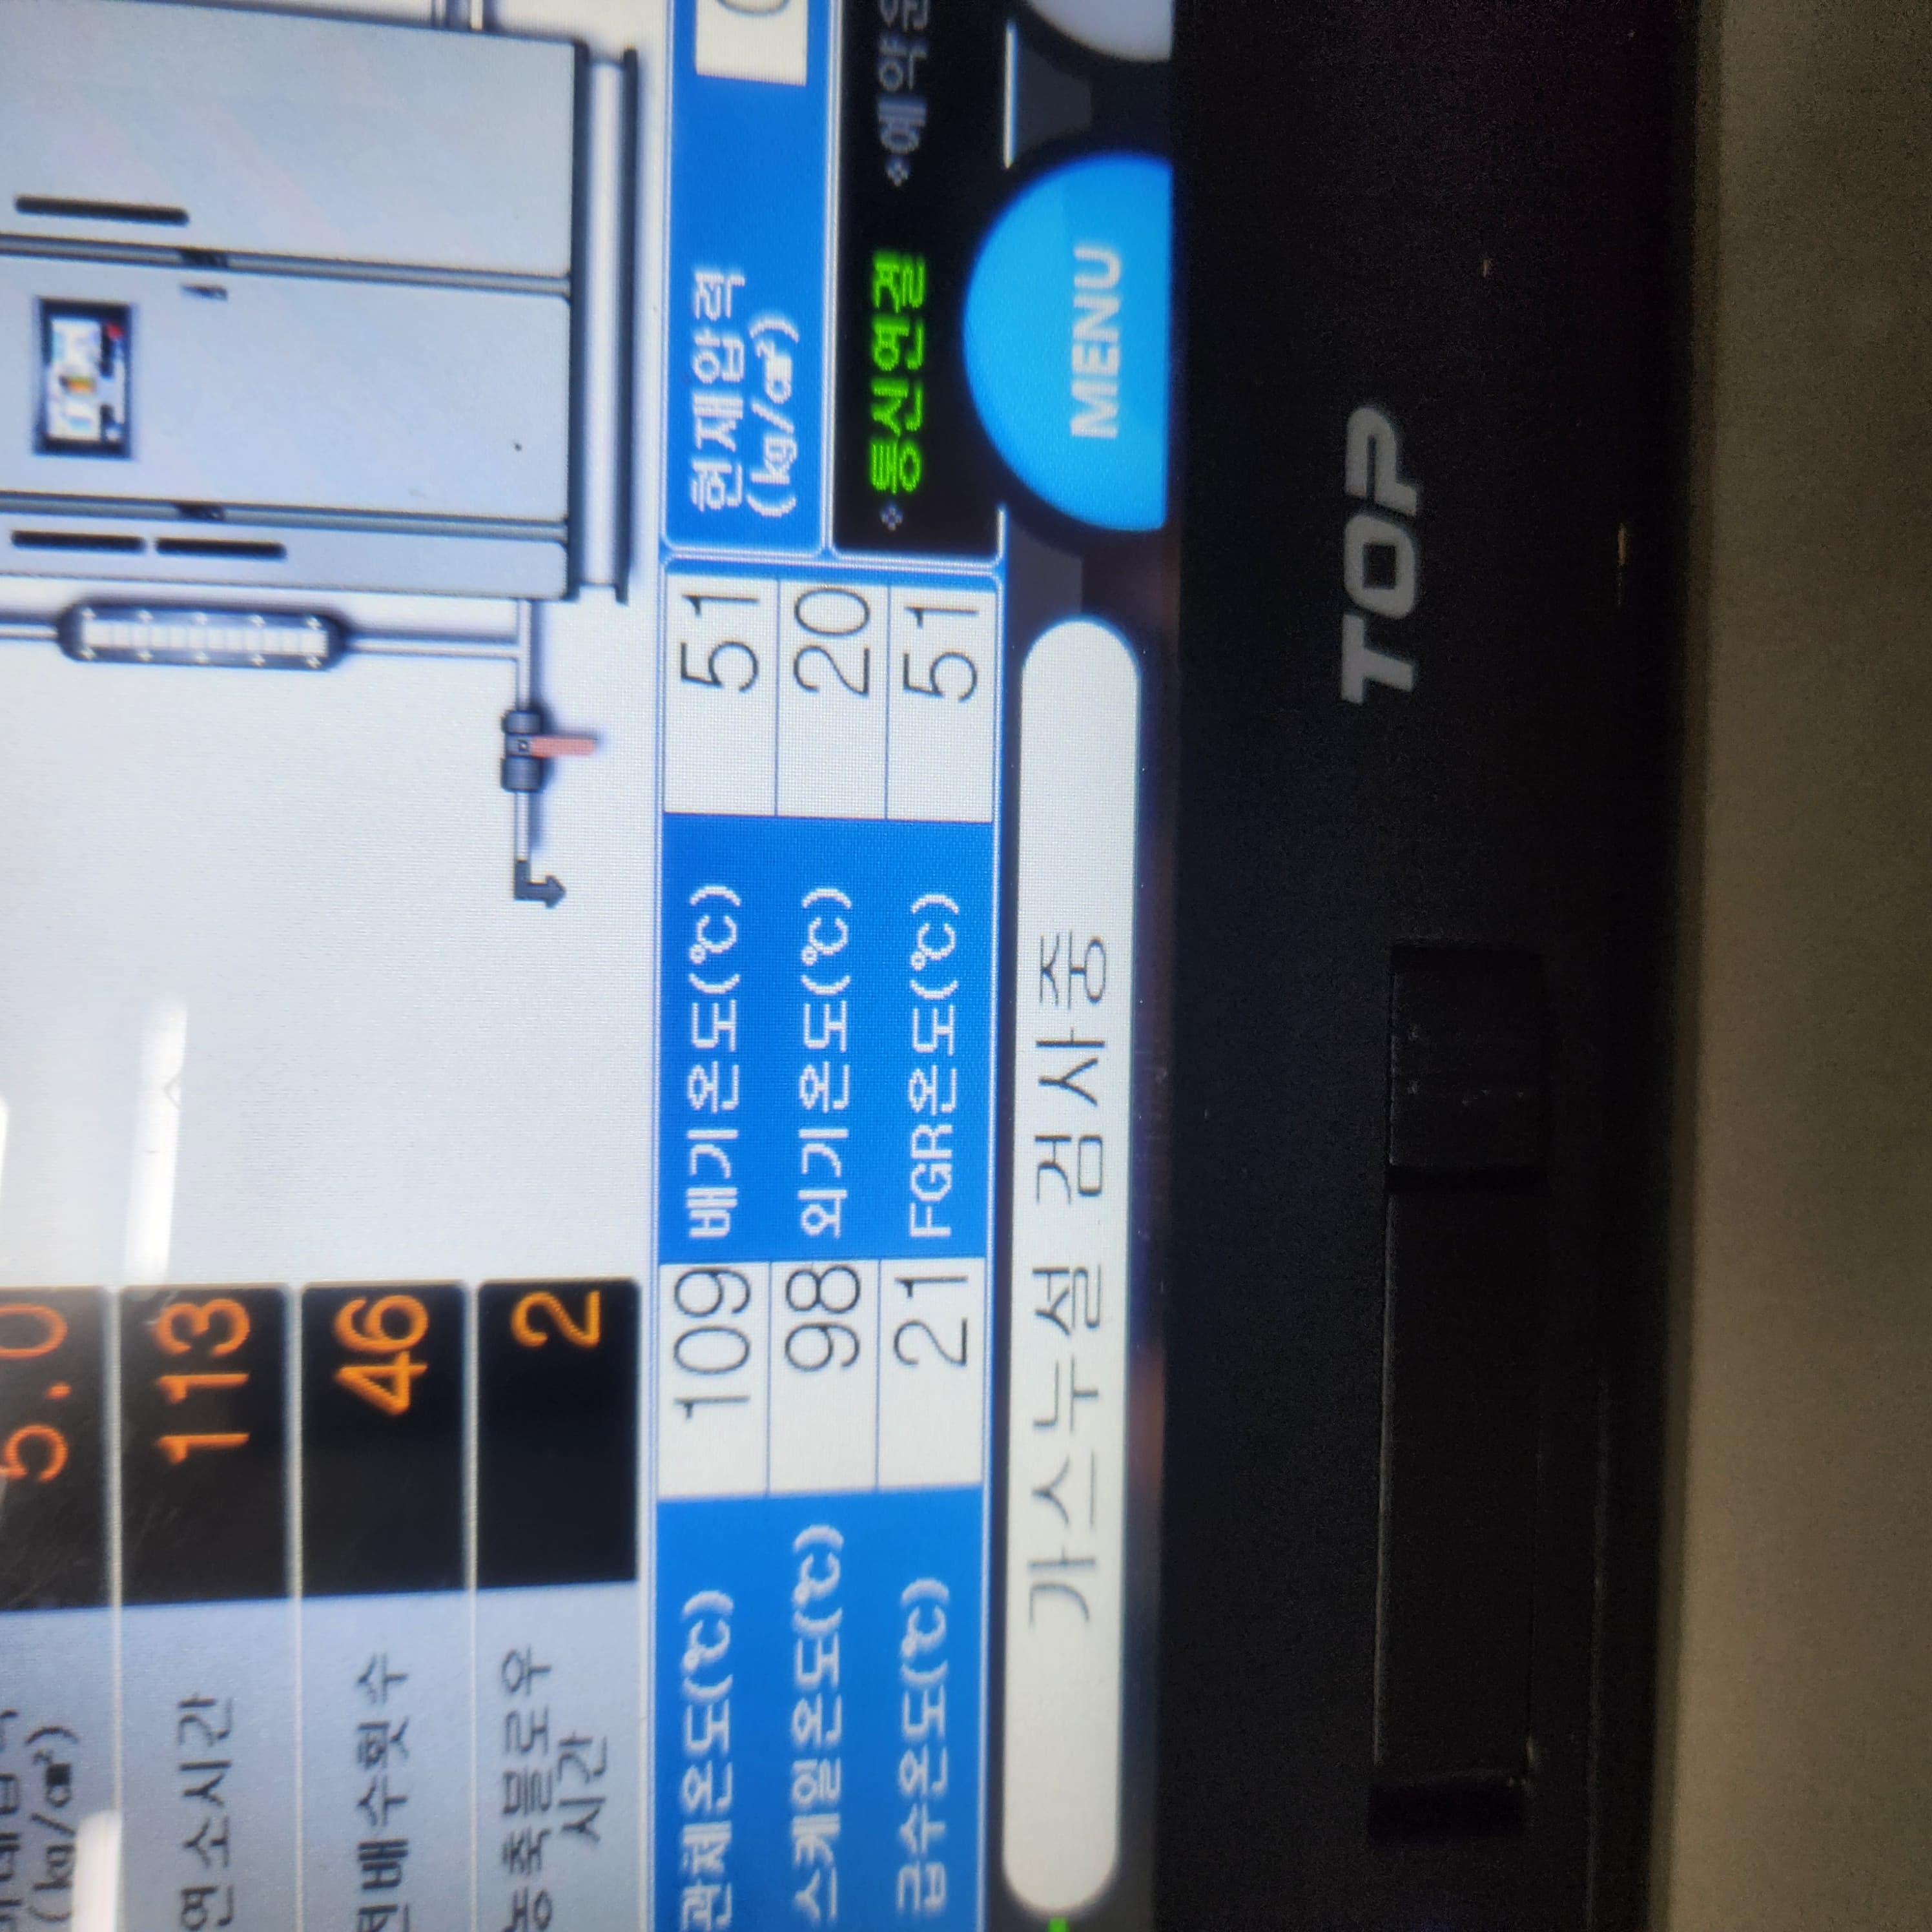 (kg/cm²)
5.0
연소시간
113
전배수횟수
46
농축블로우
시간
2
관체온도(℃)
109
배기온도(℃)
51
현재압력
(kg/cm²)
스케일온도(℃)
98
외기온도(℃)
20
급수온도(℃)
21
FGR온도(℃)
51
통신연결
예약
가스누설 검사중
MENU
TOP